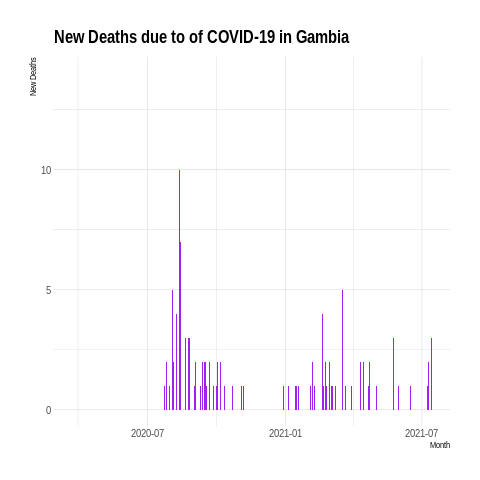 New Deaths due to of COVID-19 in Gambia
New Deaths
10
5
0
2020-07
2021-01
2021-07
Month